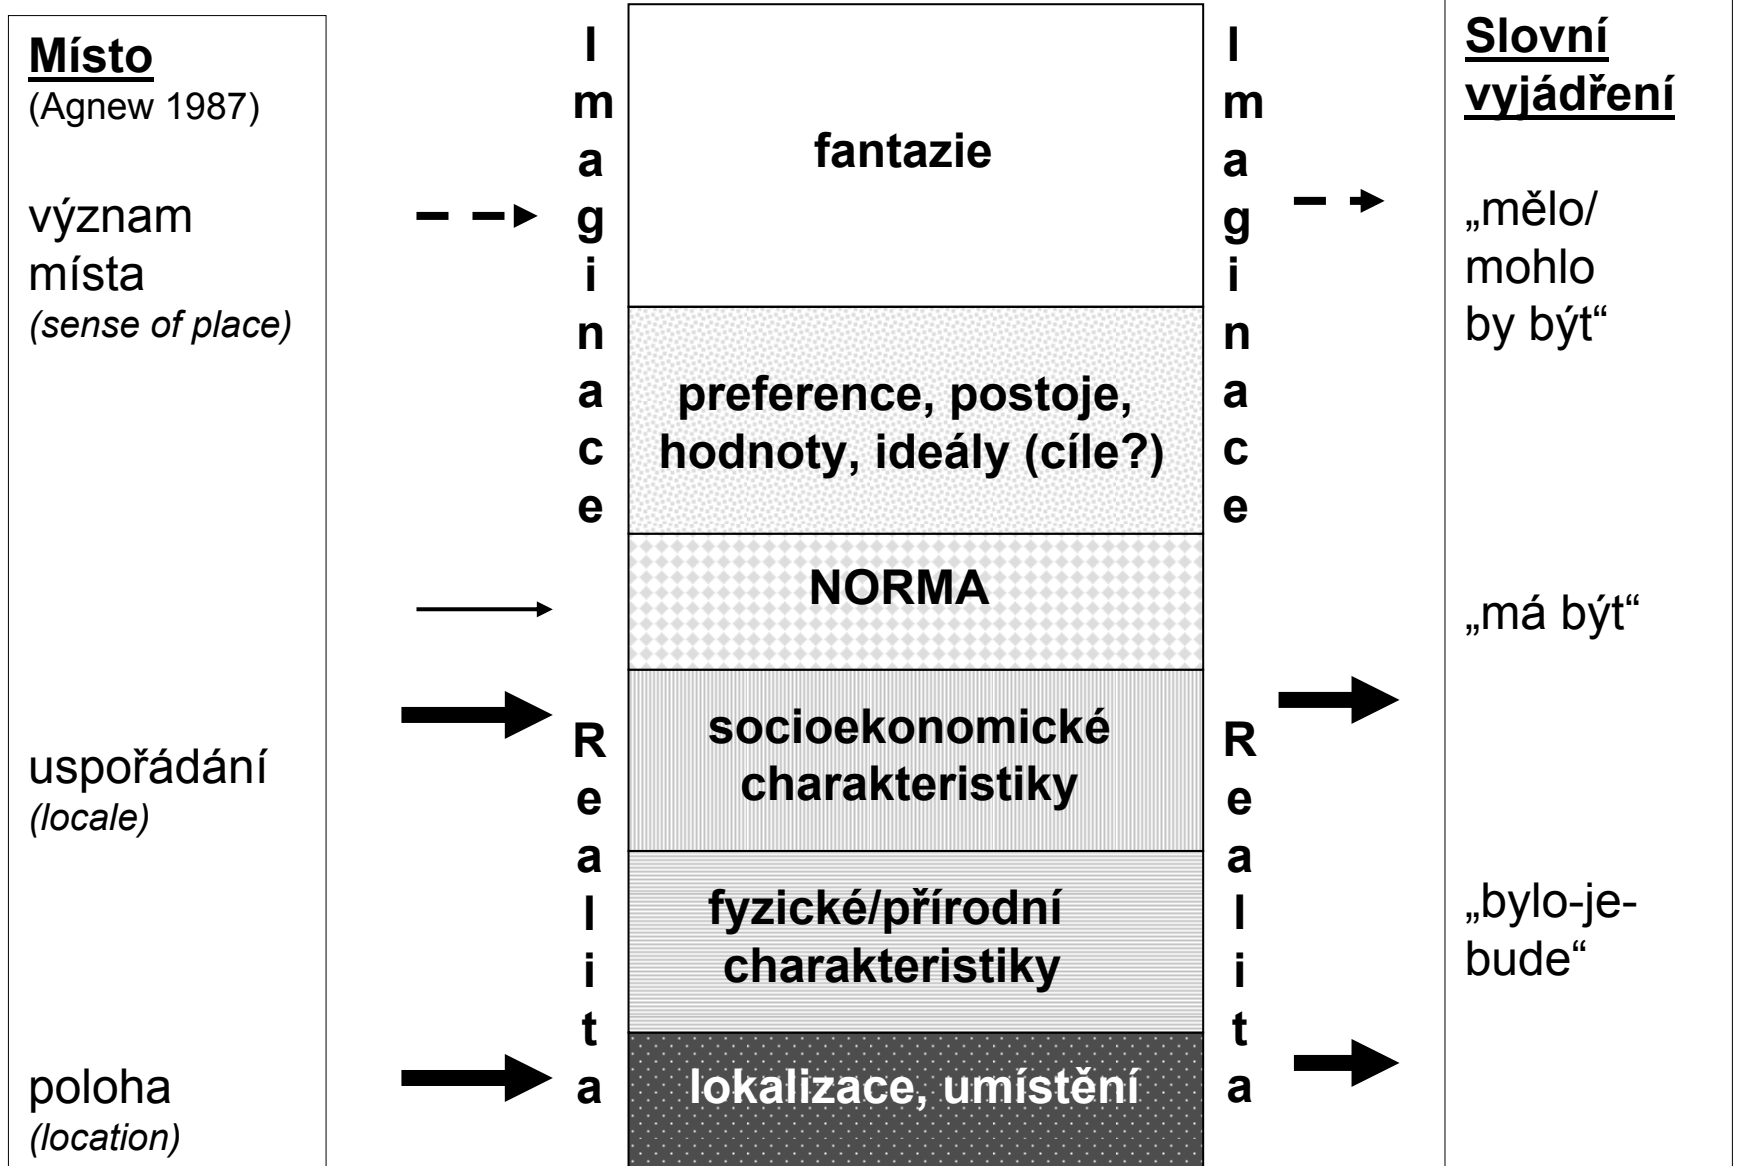 Místo
(Agnew 1987)
význam
místa
(sense of place)
uspořádání
(locale)
poloha
(location)
Imaginace
Realita
fantazie
preference, postoje,
hodnoty, ideály (cíle?)
NORMA
socioekonomické
charakteristiky
fyzické/přírodní
charakteristiky
lokalizace, umístění
Imaginace
Realita
Slovní
vyjádření
„mělo/
mohlo
by být“
„má být“
„bylo-je-
bude“